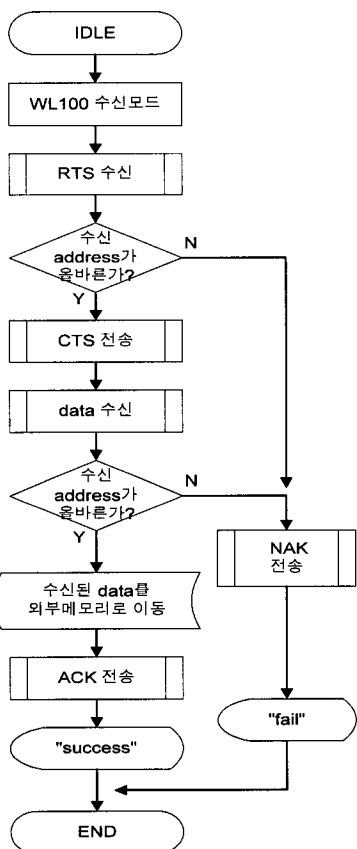 IDLE
WL100 수신모드
RTS 수신
수신
address가
올바른가?
N
Y
CTS 전송
data 수신
수신
address가
올바른가?
N
Y
NAK
전송
수신된 data를
외부메모리로 이동
ACK 전송
"fail"
"success"
END